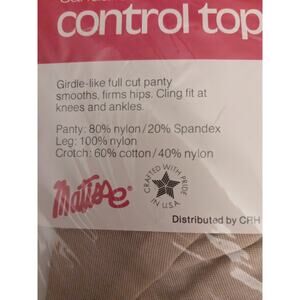 control top
Girdle-like full cut panty
smooths, firms hips. Cling fit at
knees and ankles.
Panty: 80% nylon/20% Spandex
Leg: 100% nylon
Crotch: 60% cotton/40% nylon
Matisse
CRAFTED WITH PRIDE
IN U.S.A.
Distributed by CRH